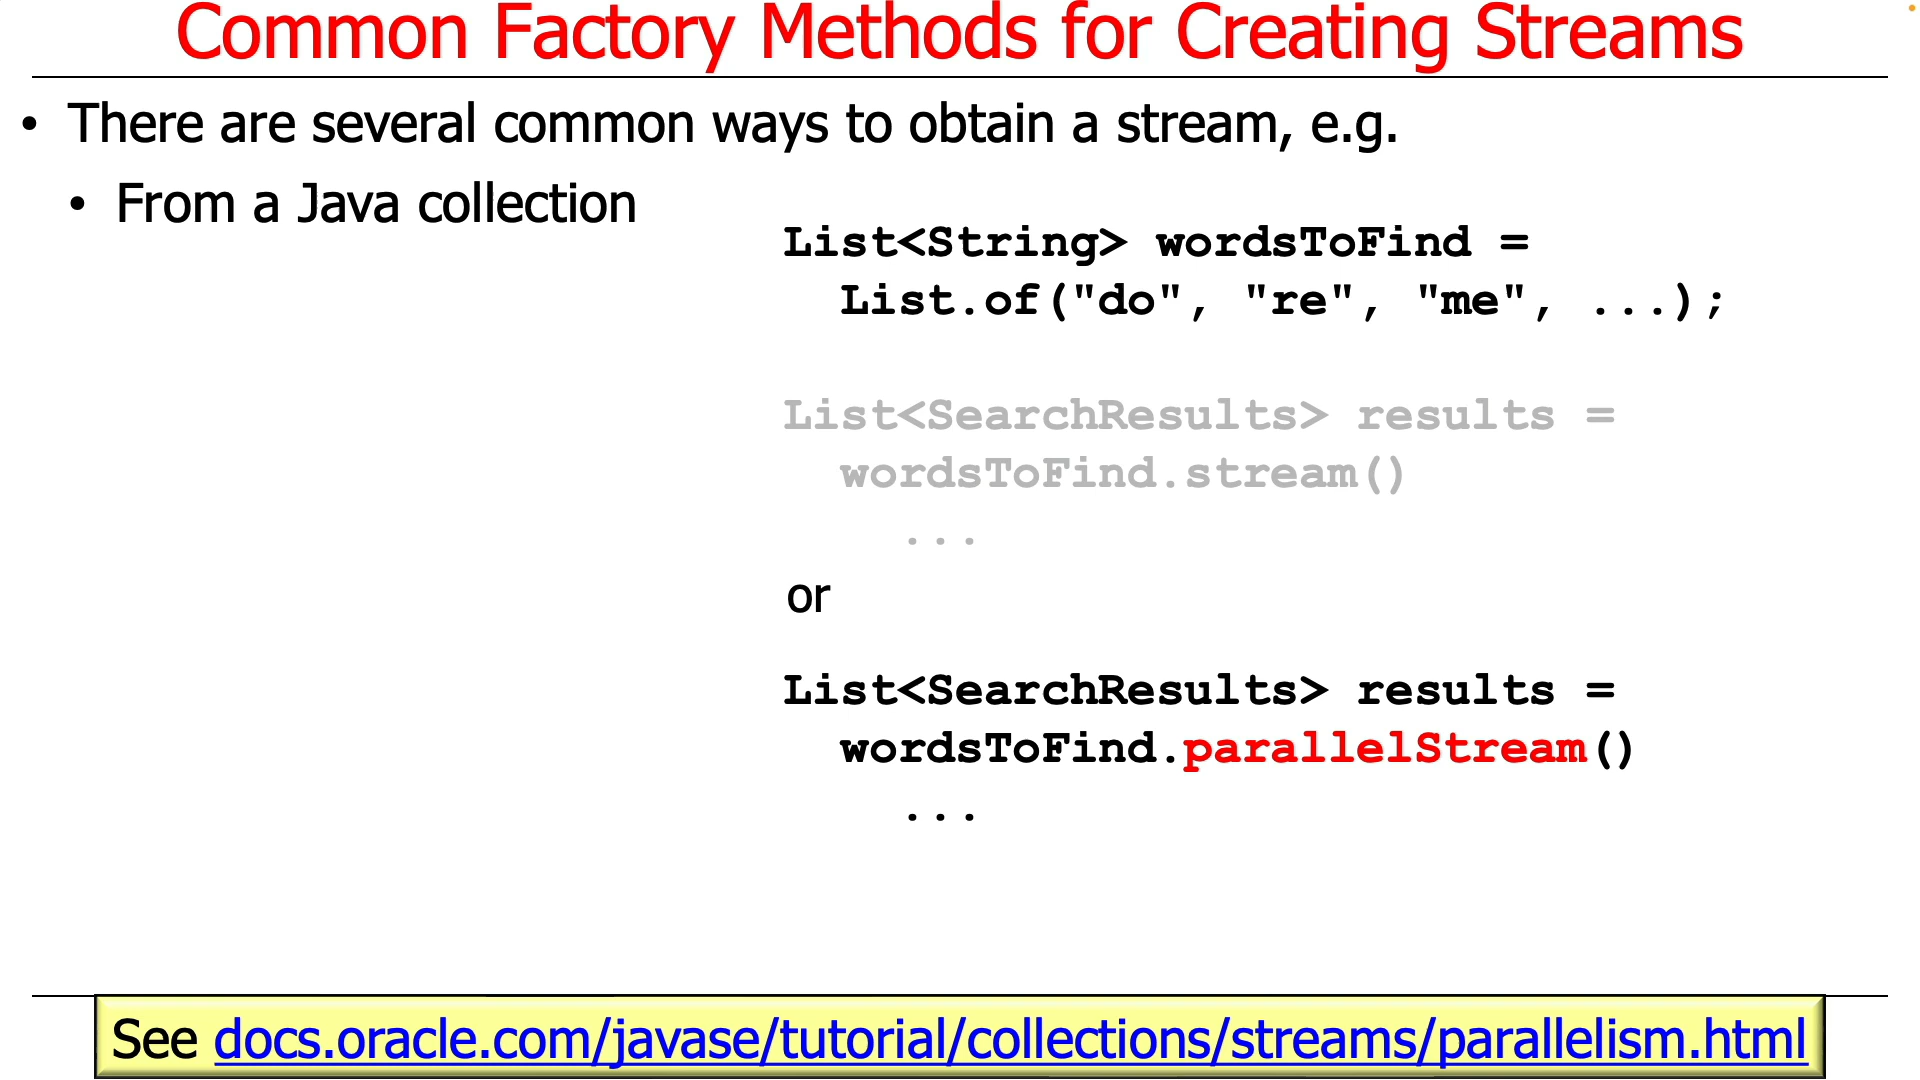 Common Factory Methods for Creating Streams
• There are several common ways to obtain a stream, e.g.
• From a Java collection
List<String> wordsToFind =
List.of("do", "re", "me", ...);
List<SearchResults> results =
wordsToFind.stream()
...
or
List<SearchResults> results =
wordsToFind.parallelStream()
...
See docs.oracle.com/javase/tutorial/collections/streams/parallelism.html